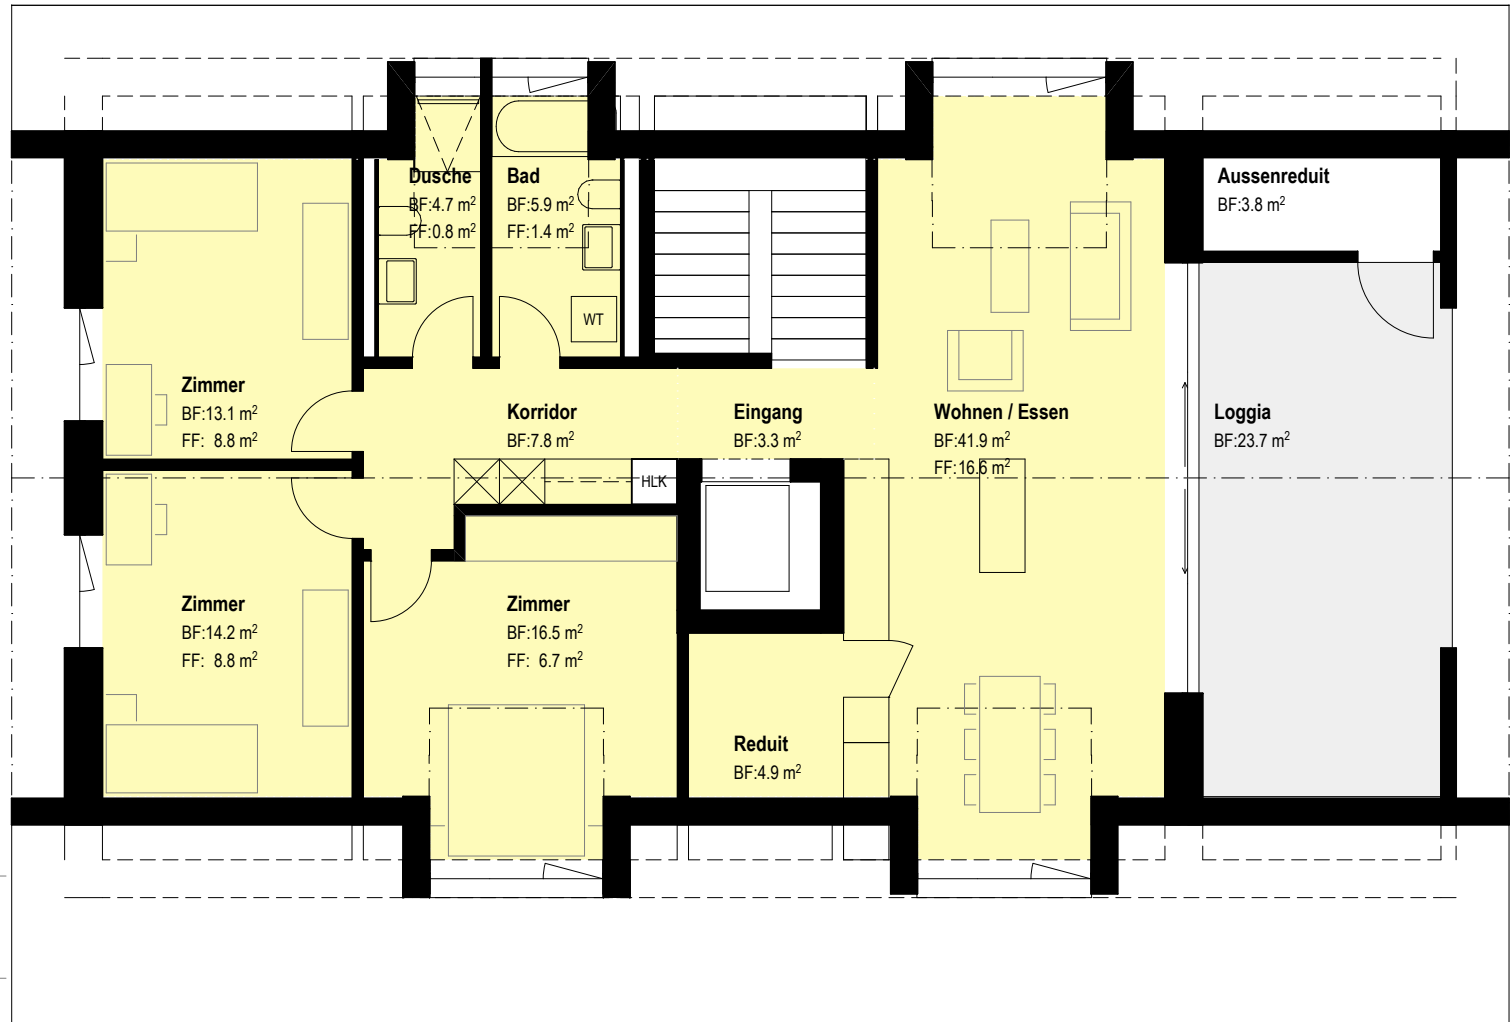 Dusche
BF:4.7 m²
FF:0.8 m²
Bad
BF:5.9 m²
FF:1.4 m²
WT
Aussenreduit
BF:3.8 m²
Zimmer
BF:13.1 m²
FF: 8.8 m²
Korridor
BF:7.8 m²
Eingang
BF:3.3 m²
Wohnen / Essen
BF:41.9 m²
FF:16.6 m²
Loggia
BF:23.7 m²
HLK
Zimmer
BF:14.2 m²
FF: 8.8 m²
Zimmer
BF:16.5 m²
FF: 6.7 m²
Reduit
BF:4.9 m²